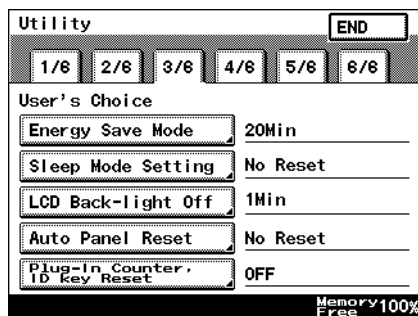 Utility
END
1/6 2/6 3/6 4/6 5/6 6/6
User's Choice
Energy Save Mode 20Min
Sleep Mode Setting No Reset
LCD Back-light Off 1Min
Auto Panel Reset No Reset
Plug-In Counter,
ID key Reset OFF
Memory
Free 100%